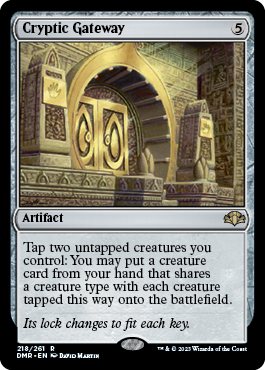 Cryptic Gateway 5
Artifact
Tap two untapped creatures you
control: You may put a creature
card from your hand that shares
a creature type with each creature
tapped this way onto the battlefield.
Its lock changes to fit each key.
218/261 R
DMR • EN DAVID MARTIN
™ & © 2023 Wizards of the Coast